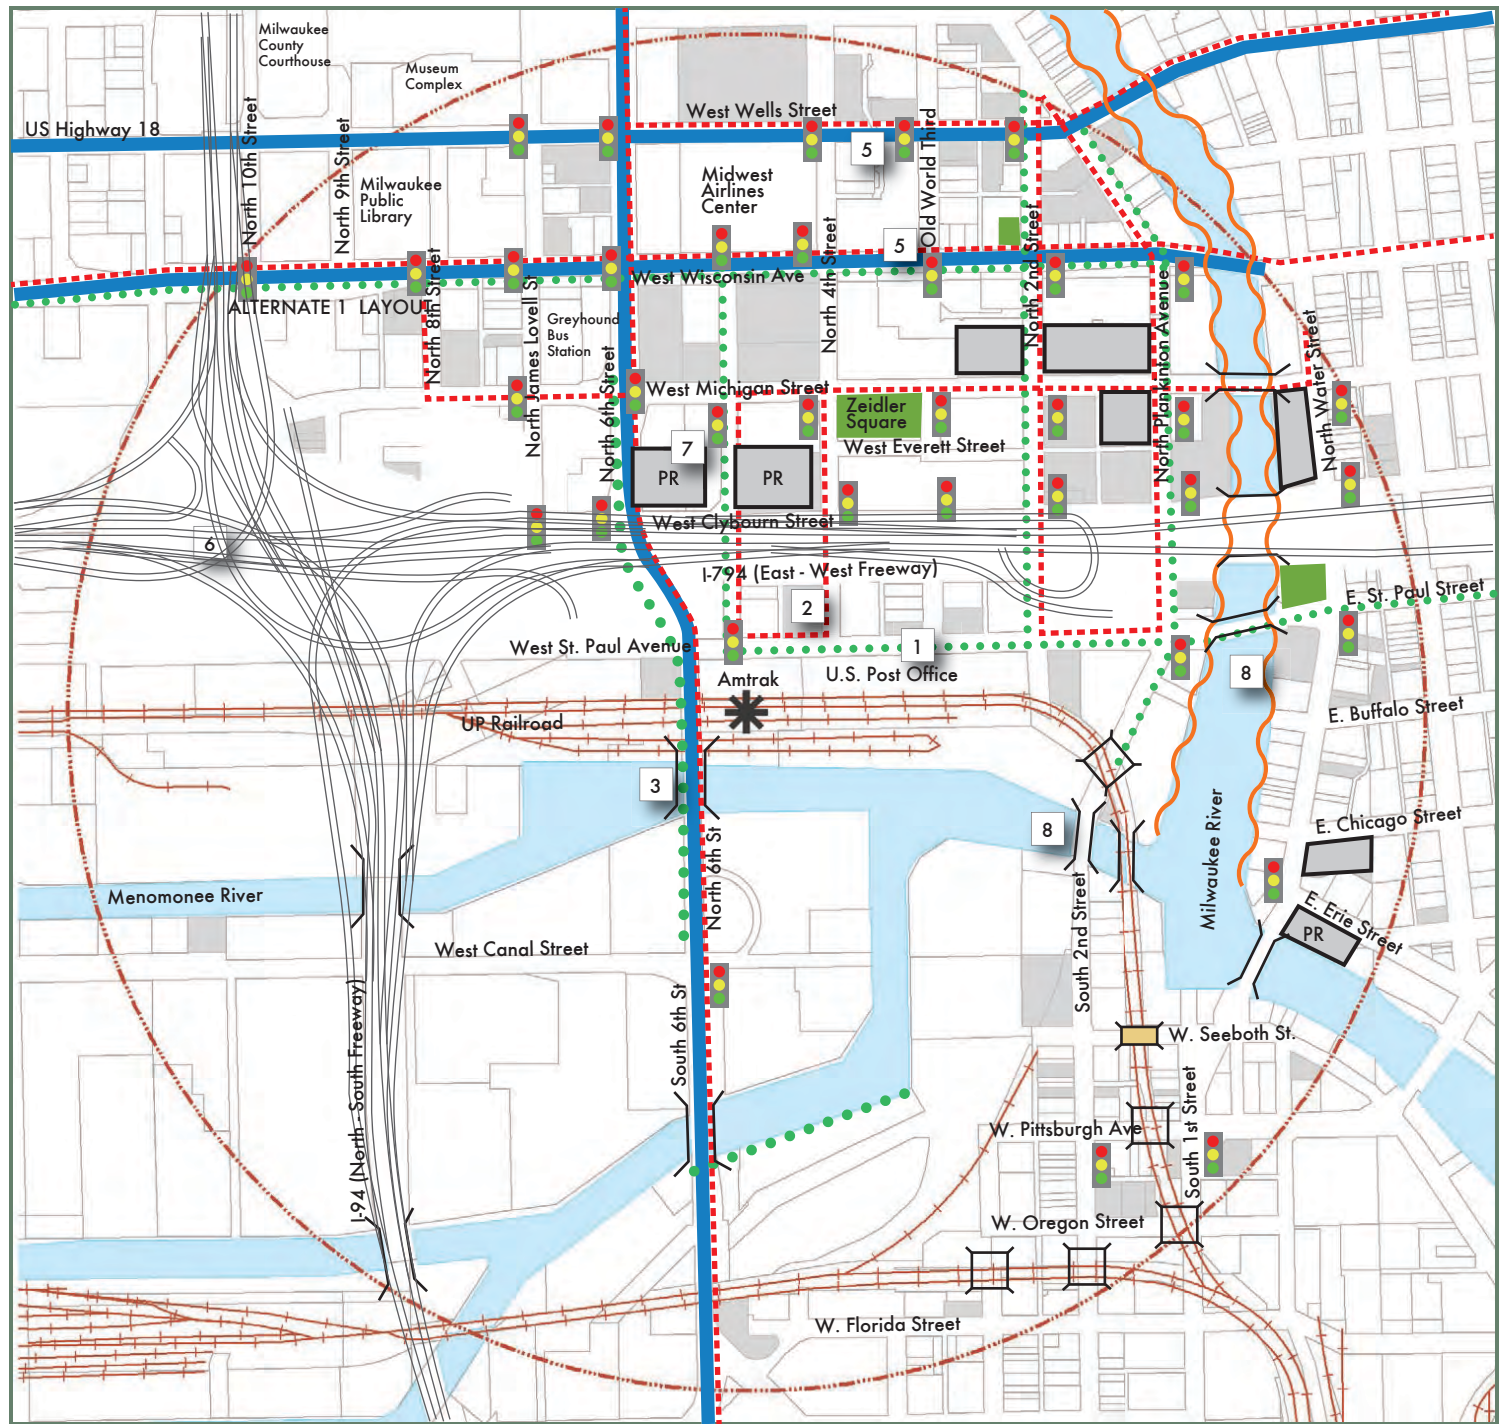 Milwaukee
County
Courthouse
Museum
Complex
US Highway 18
North 10th Street
North 9th Street
West Wells Street
5
Old World Third
Midwest
Airlines
Center
Milwaukee
Public
Library
North 4th Street
5
North 2nd Street
West Wisconsin Ave
ALTERNATE 1 LAYOU
North 8th Street
North James Lovell St
Greyhound
Bus
Station
North 6th Street
North Plankinton Avenue
North Water Street
West Michigan Street
Zeidler
Square
West Everett Street
7
PR
PR
West Clybourn Street
6
I-794 (East - West Freeway)
2
E. St. Paul Street
West St. Paul Avenue
1
U.S. Post Office
Amtrak
8
UP Railroad
E. Buffalo Street
3
North 6th St
8
Milwaukee River
E. Chicago Street
Menomonee River
South 2nd Street
E. Erie Street
PR
West Canal Street
I-94 (North - South Freeway)
South 6th St
W. Seeboth St.
South 1st Street
W. Pittsburgh Ave
W. Oregon Street
W. Florida Street